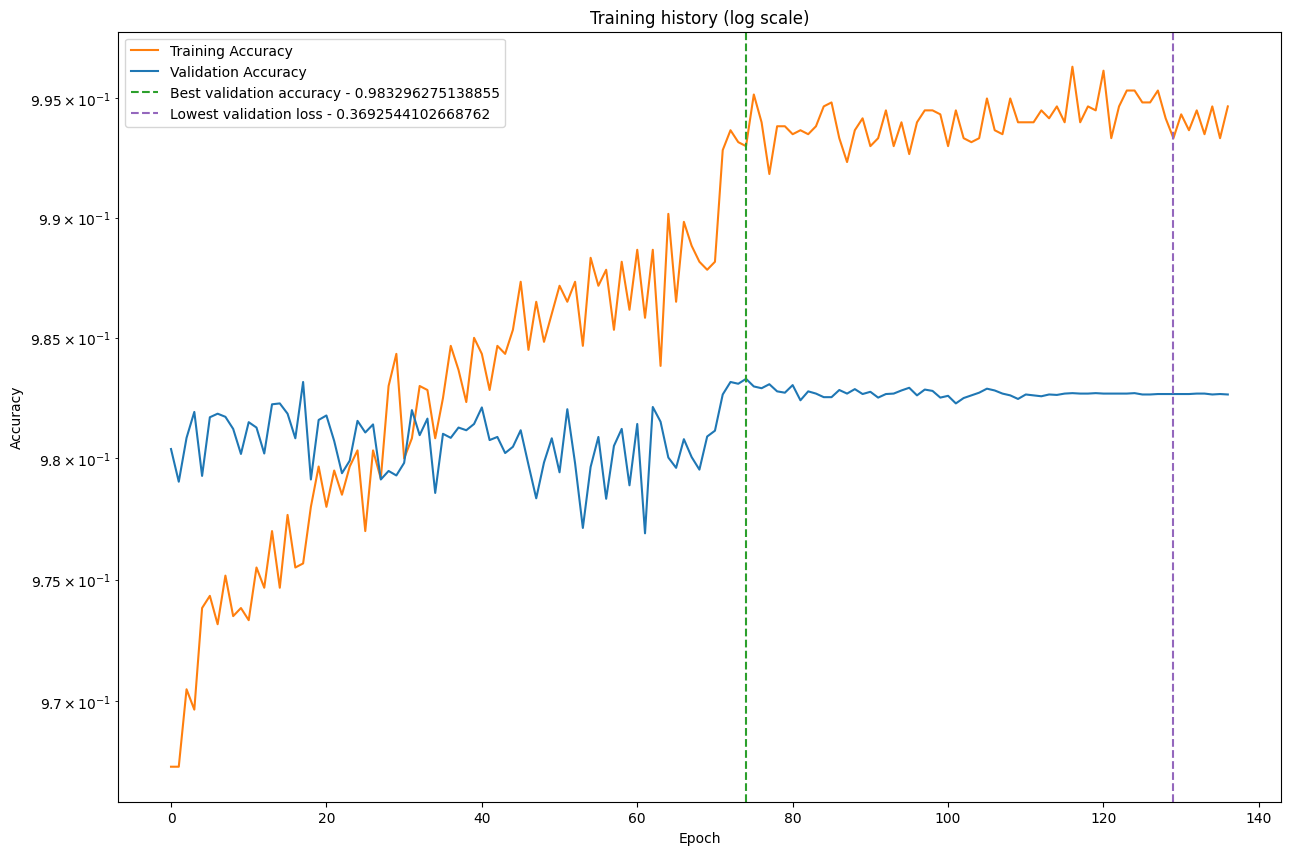 Training history (log scale)
Training Accuracy
Validation Accuracy
Best validation accuracy - 0.983296275138855
Lowest validation loss - 0.3692544102668762
9.95 × 10⁻¹
9.9 × 10⁻¹
9.85 × 10⁻¹
9.8 × 10⁻¹
9.75 × 10⁻¹
9.7 × 10⁻¹
Accuracy
0 20 40 60 80 100 120 140
Epoch